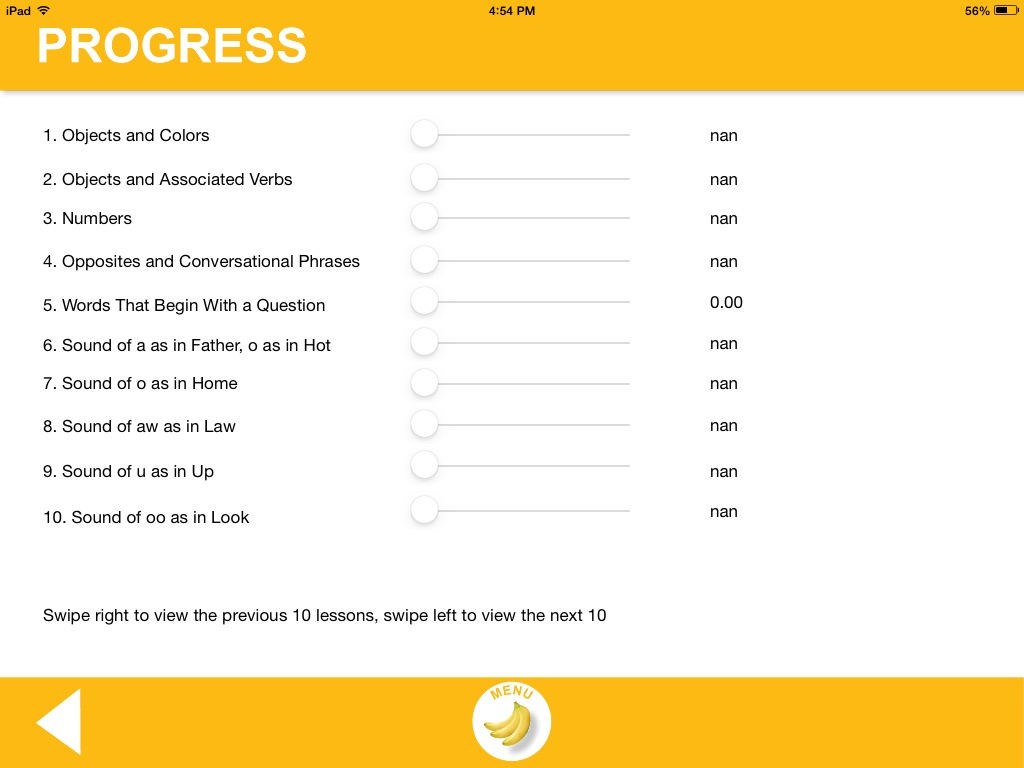 iPad 4:54 PM 56%
PROGRESS
1. Objects and Colors nan
2. Objects and Associated Verbs nan
3. Numbers nan
4. Opposites and Conversational Phrases nan
5. Words That Begin With a Question 0.00
6. Sound of a as in Father, o as in Hot nan
7. Sound of o as in Home nan
8. Sound of aw as in Law nan
9. Sound of u as in Up nan
10. Sound of oo as in Look nan
Swipe right to view the previous 10 lessons, swipe left to view the next 10
MENU